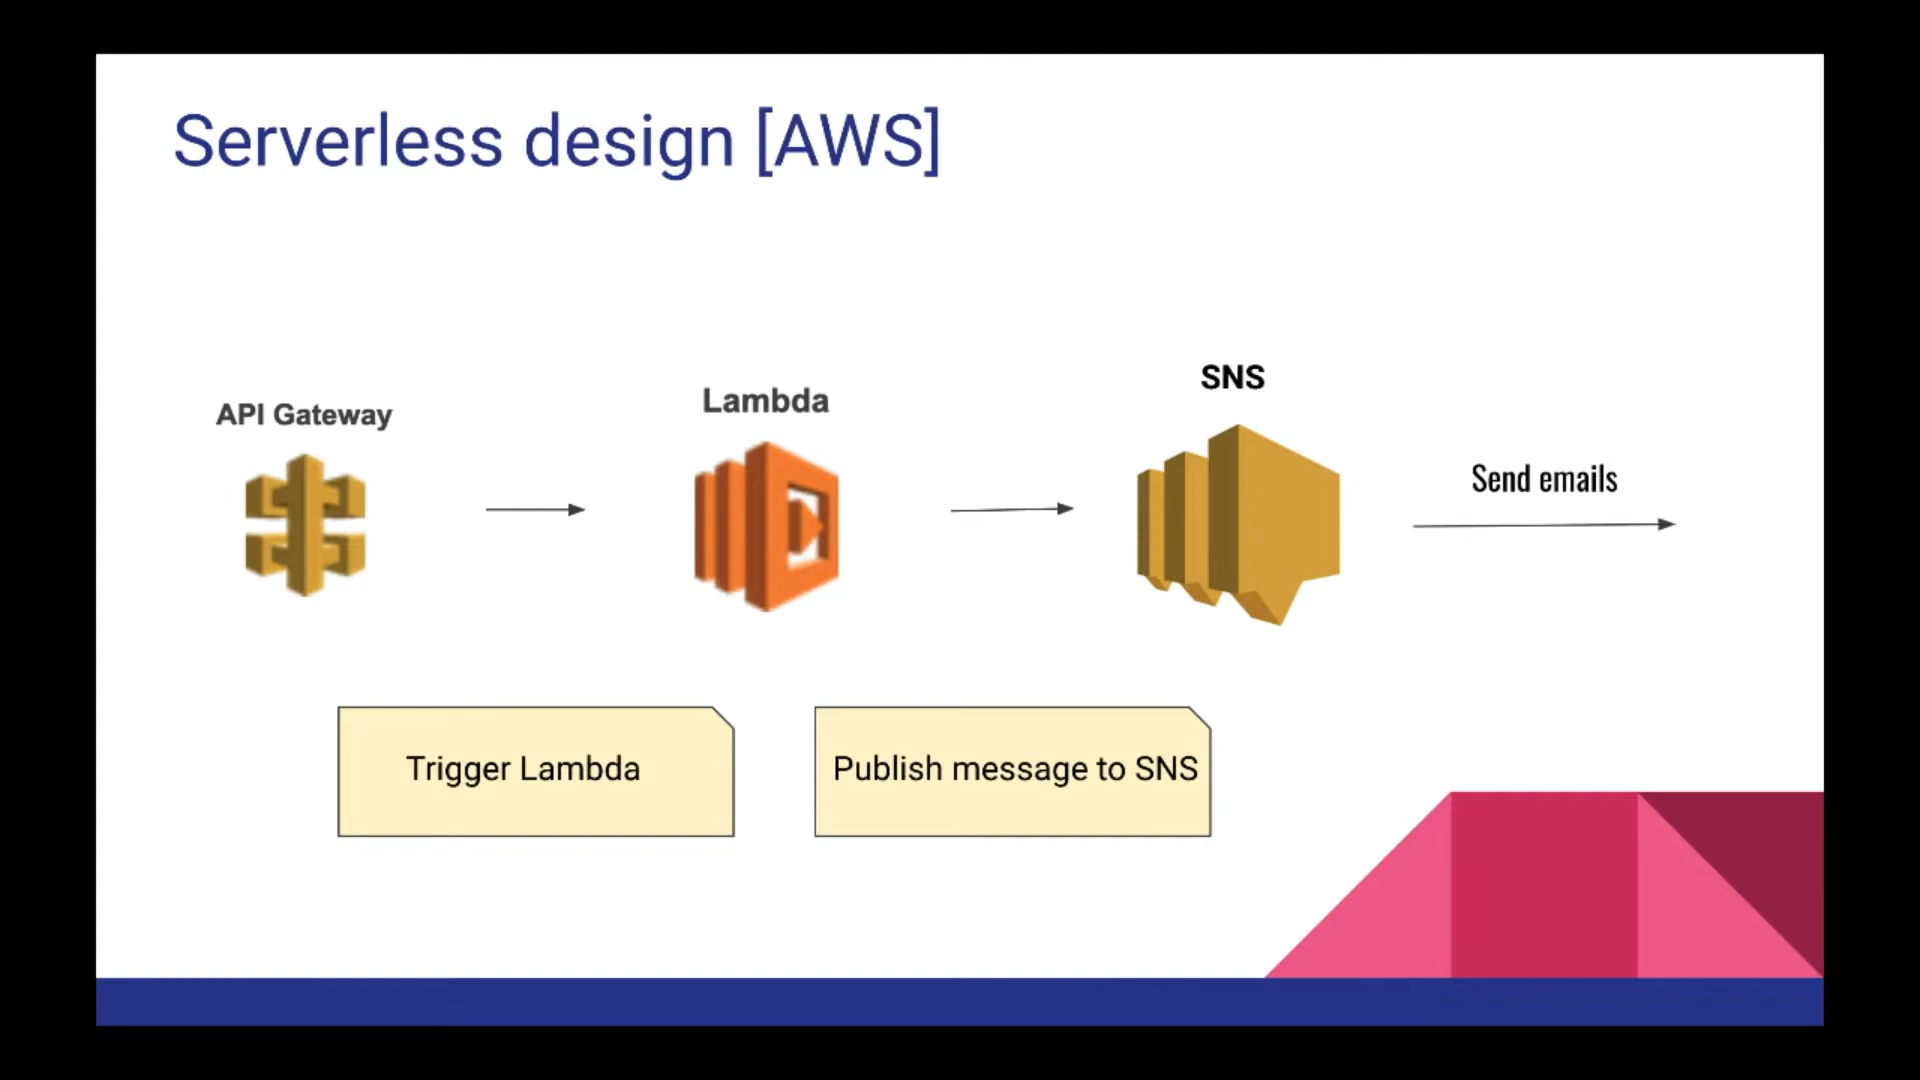 Serverless design [AWS]
API Gateway
Lambda
SNS
Send emails
Trigger Lambda
Publish message to SNS